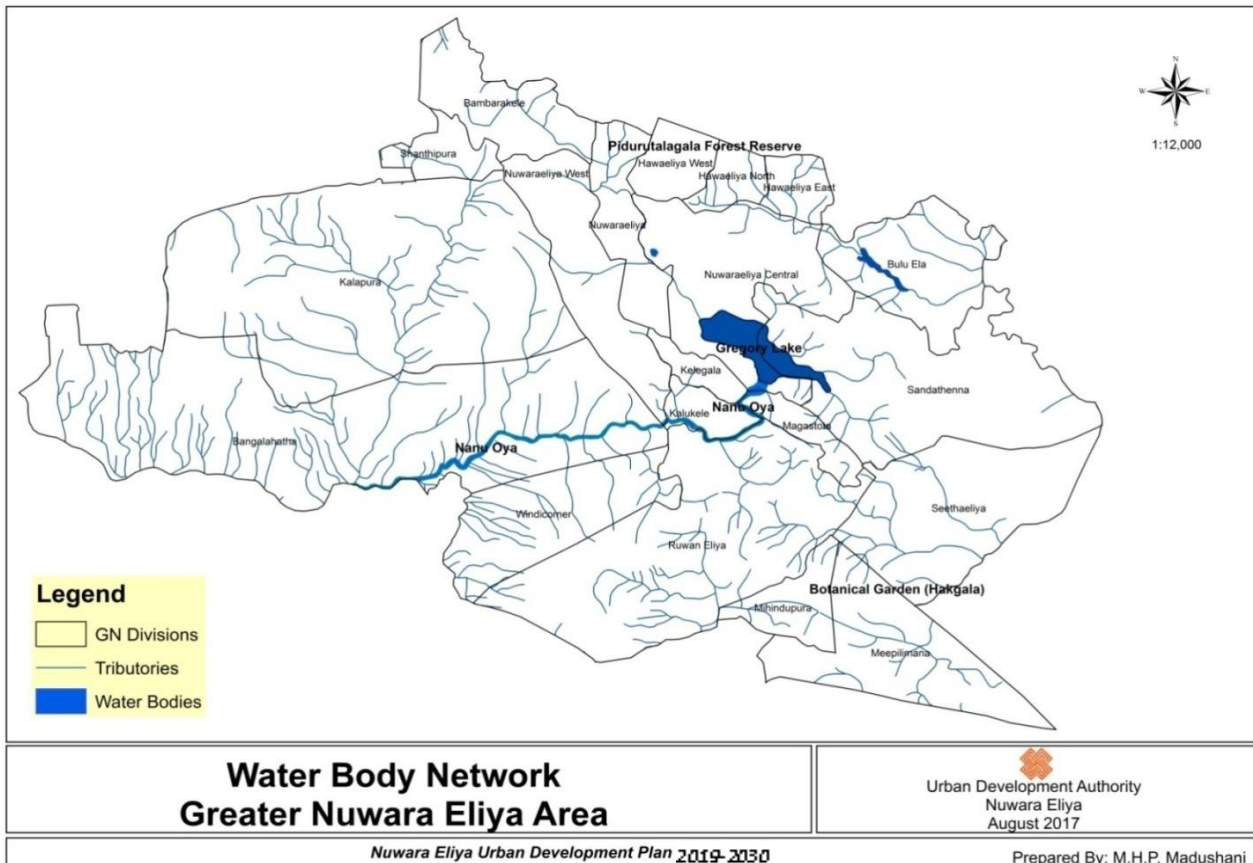 N
W
E
S
1:12,000
Bambarakele
Shanthipura
Pidurutalagala Forest Reserve
Hawaeliya West
Nuwaraeliya West
Hawaeliya North
Hawaeliya East
Nuwaraeliya
Bulu Ela
Nuwaraeliya Central
Kalapura
Gregory Lake
Kelegala
Sandathenna
Nanu Oya
Kalukele
Magastota
Bangalahatha
Nanu Oya
Seethaeliya
Windicorner
Ruwan Eliya
Botanical Garden (Hakgala)
Mihindupura
Meepilimana
Legend
GN Divisions
Tributories
Water Bodies
Water Body Network
Greater Nuwara Eliya Area
Urban Development Authority
Nuwara Eliya
August 2017
Nuwara Eliya Urban Development Plan 2019-2030
Prepared By: M.H.P. Madushani